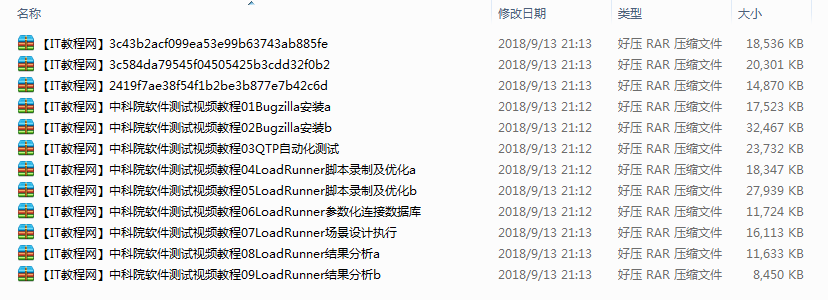 名称 修改日期 类型 大小
【IT教程网】3c43b2acf099ea53e99b63743ab885fe 2018/9/13 21:13 好压 RAR 压缩文件 18,536 KB
【IT教程网】3c584da79545f04505425b3cdd32f0b2 2018/9/13 21:13 好压 RAR 压缩文件 20,301 KB
【IT教程网】2419f7ae38f54f1b2be3b877e7b42c6d 2018/9/13 21:13 好压 RAR 压缩文件 14,870 KB
【IT教程网】中科院软件测试视频教程01Bugzilla安装a 2018/9/13 21:12 好压 RAR 压缩文件 17,523 KB
【IT教程网】中科院软件测试视频教程02Bugzilla安装b 2018/9/13 21:12 好压 RAR 压缩文件 32,467 KB
【IT教程网】中科院软件测试视频教程03QTP自动化测试 2018/9/13 21:12 好压 RAR 压缩文件 23,732 KB
【IT教程网】中科院软件测试视频教程04LoadRunner脚本录制及优化a 2018/9/13 21:12 好压 RAR 压缩文件 18,347 KB
【IT教程网】中科院软件测试视频教程05LoadRunner脚本录制及优化b 2018/9/13 21:12 好压 RAR 压缩文件 27,939 KB
【IT教程网】中科院软件测试视频教程06LoadRunner参数化连接数据库 2018/9/13 21:12 好压 RAR 压缩文件 11,724 KB
【IT教程网】中科院软件测试视频教程07LoadRunner场景设计执行 2018/9/13 21:13 好压 RAR 压缩文件 16,113 KB
【IT教程网】中科院软件测试视频教程08LoadRunner结果分析a 2018/9/13 21:13 好压 RAR 压缩文件 11,633 KB
【IT教程网】中科院软件测试视频教程09LoadRunner结果分析b 2018/9/13 21:13 好压 RAR 压缩文件 8,450 KB